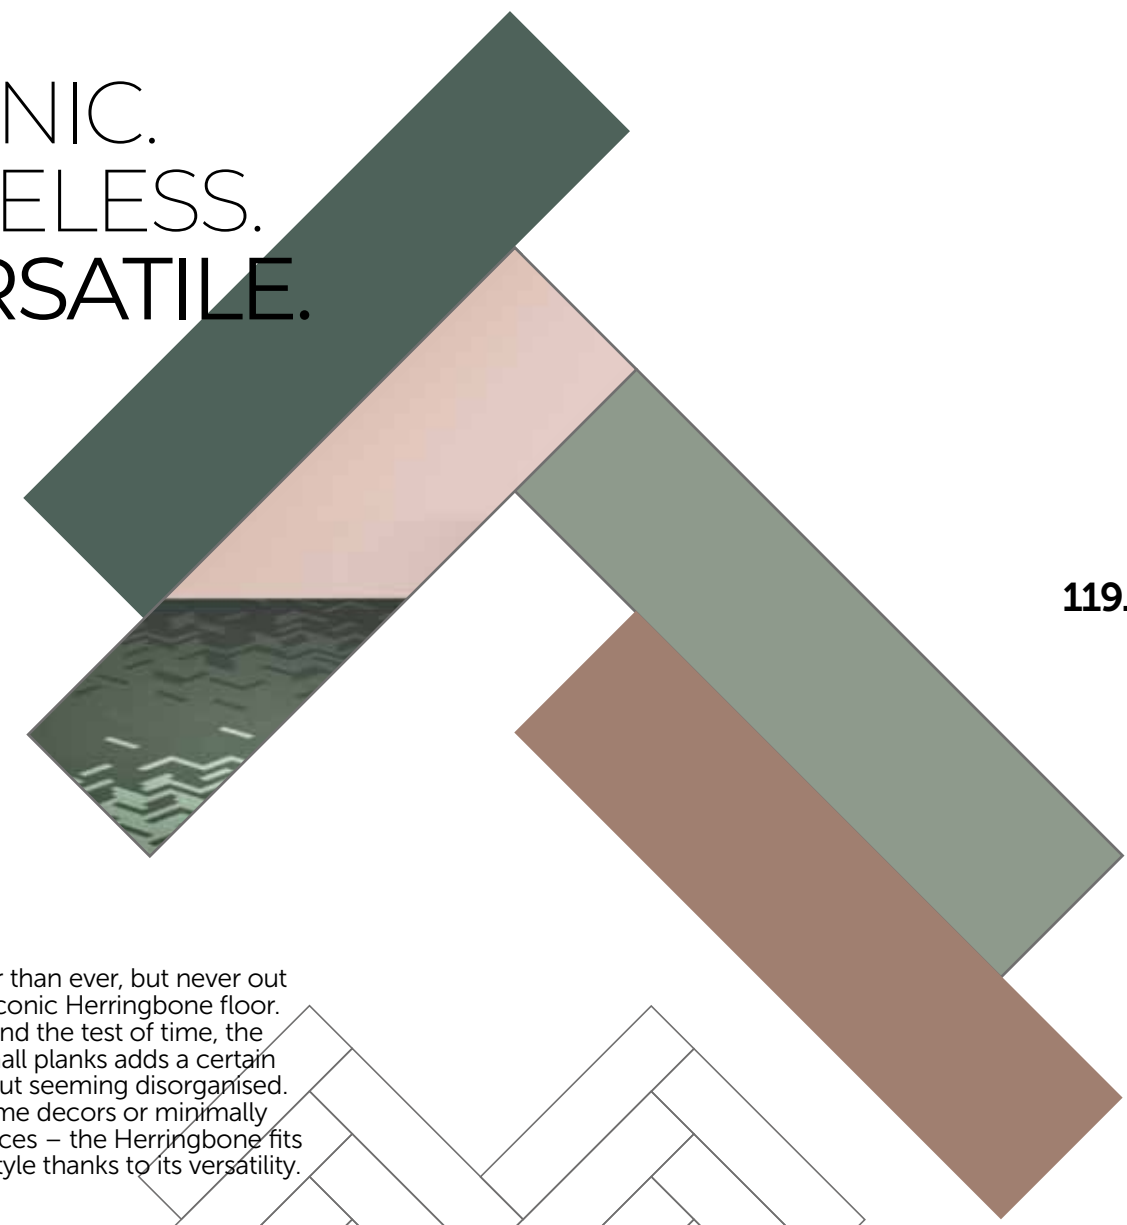 NIC.
ELESS.
RSATILE.
119.
r than ever, but never out
conic Herringbone floor.
nd the test of time, the
all planks adds a certain
ut seeming disorganised.
me decors or minimally
ces – the Herringbone fits
tyle thanks to its versatility.